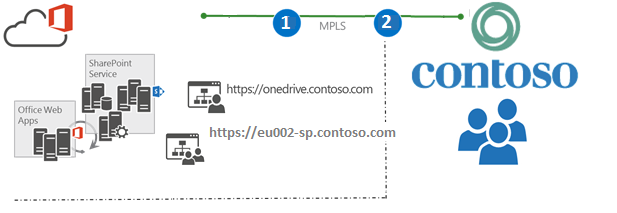 1
2
MPLS
contoso
SharePoint
Service
https://onedrive.contoso.com
Office Web
Apps
https://eu002-sp.contoso.com